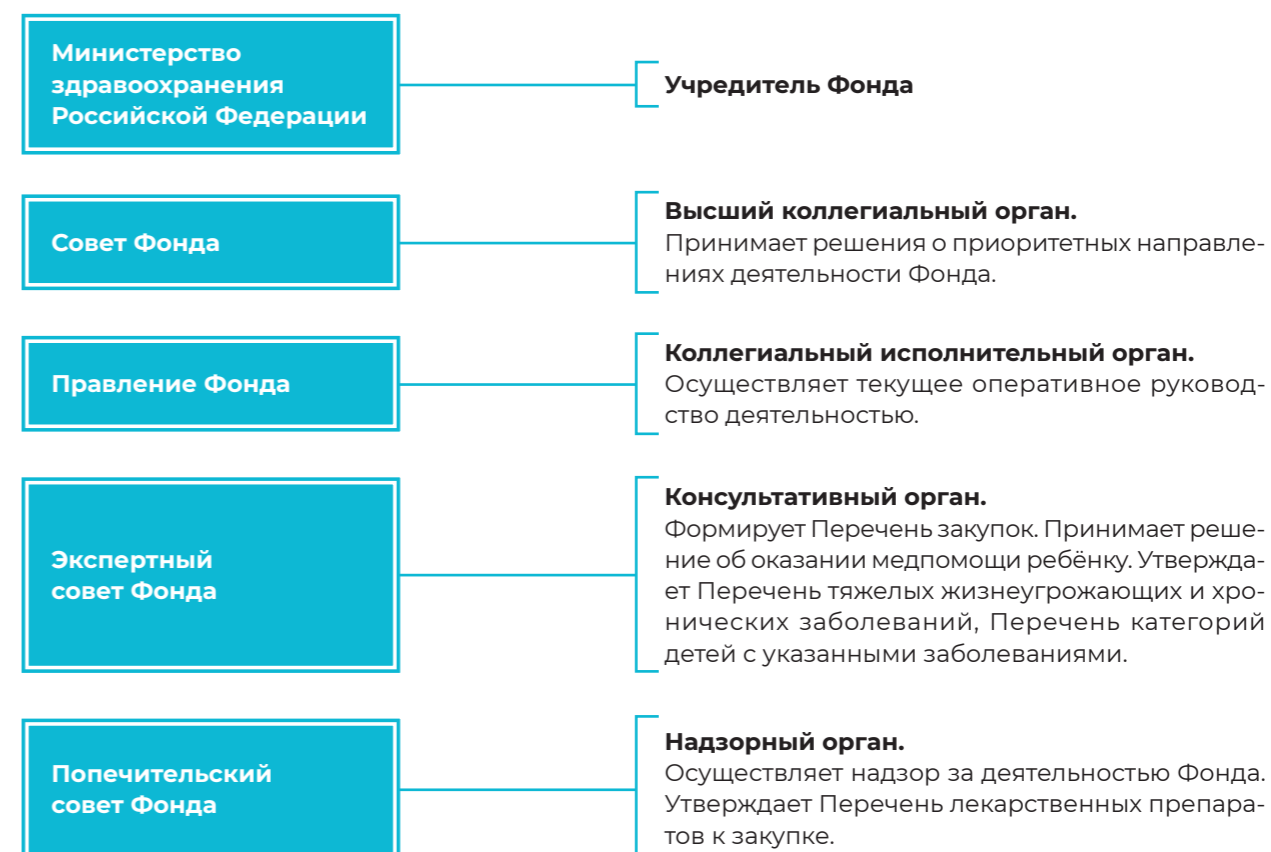 Министерство
здравоохранения
Российской Федерации
Учредитель Фонда
Совет Фонда
Высший коллегиальный орган.
Принимает решения о приоритетных направле-
ниях деятельности Фонда.
Правление Фонда
Коллегиальный исполнительный орган.
Осуществляет текущее оперативное руковод-
ство деятельностью.
Экспертный
совет Фонда
Консультативный орган.
Формирует Перечень закупок. Принимает реше-
ние об оказании медпомощи ребёнку. Утвержда-
ет Перечень тяжелых жизнеугрожающих и хро-
нических заболеваний, Перечень категорий
детей с указанными заболеваниями.
Попечительский
совет Фонда
Надзорный орган.
Осуществляет надзор за деятельностью Фонда.
Утверждает Перечень лекарственных препара-
тов к закупке.